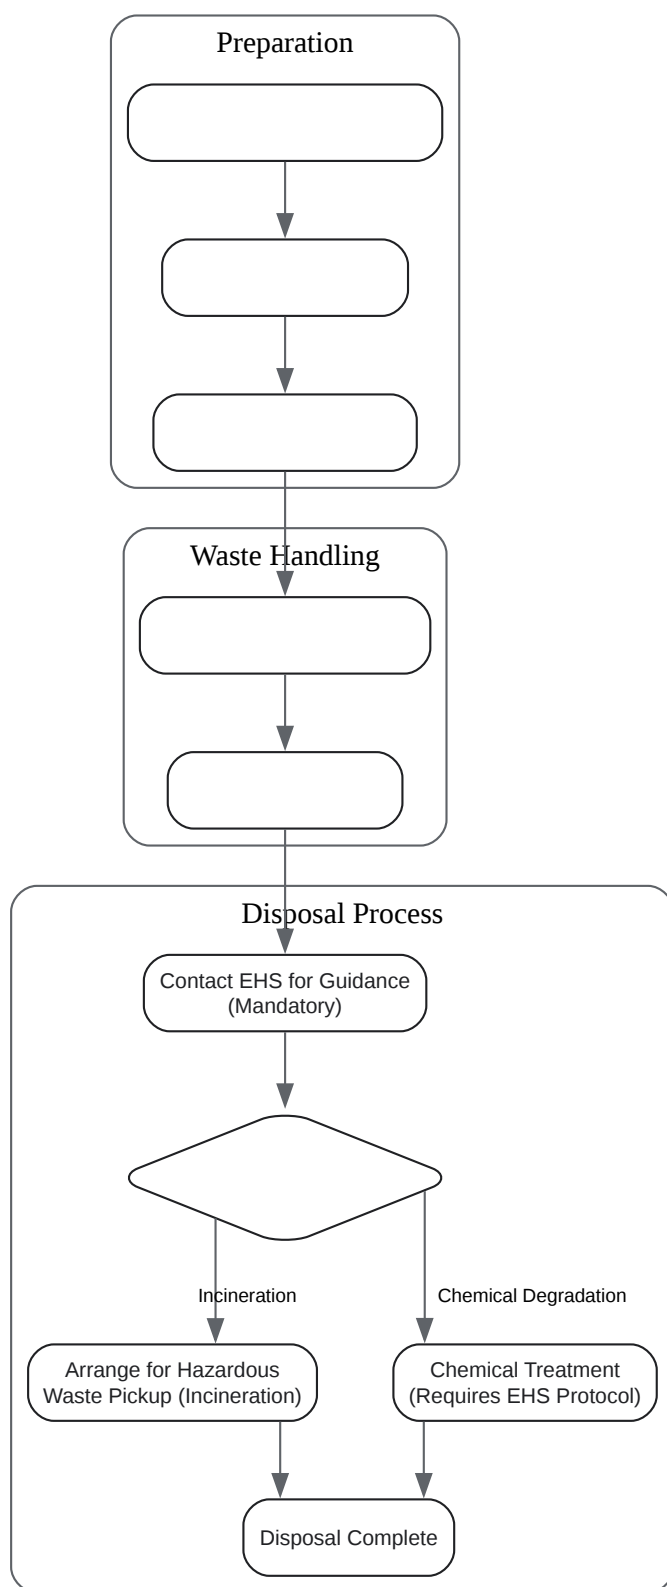 Preparation
Waste Handling
Disposal Process
Contact EHS for Guidance
(Mandatory)
Incineration
Chemical Degradation
Arrange for Hazardous
Waste Pickup (Incineration)
Chemical Treatment
(Requires EHS Protocol)
Disposal Complete